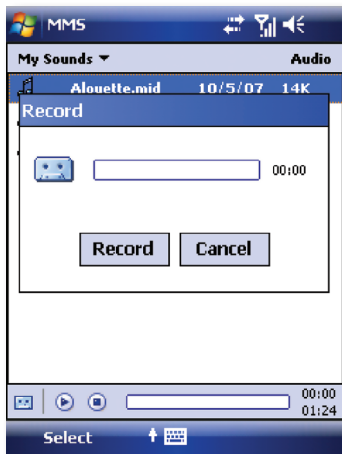 MMS
My Sounds Audio
Alouette.mid 10/5/07 14K
Record
00:00
Record Cancel
00:00
01:24
Select